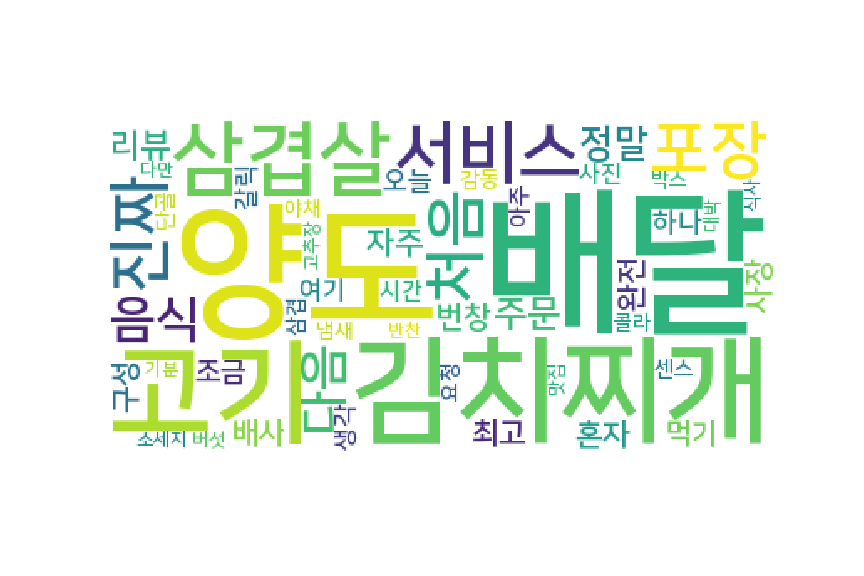 리뷰 삼겹살 서비스 정말 포장
다만 갈릭 오늘 감동 사진 박스
진짜 단골 야채 고추장 처음 아주 하나 대박 식사
양도 자주 배달
음식 삼겹 여기 시간 번창 주문 완전 콜라 사장
냄새 반찬
고기 다음 김치찌개
구성 기분 조금 요청 맛집 센스
소세지 버섯 배사 생각 최고 혼자 먹기